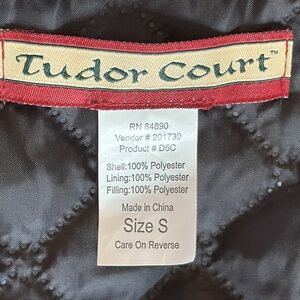 Tudor Court™
RN 84890
Vendor # 201730
Product # D5C
Shell:100% Polyester
Lining:100% Polyester
Filling:100% Polyester
Made in China
Size S
Care On Reverse